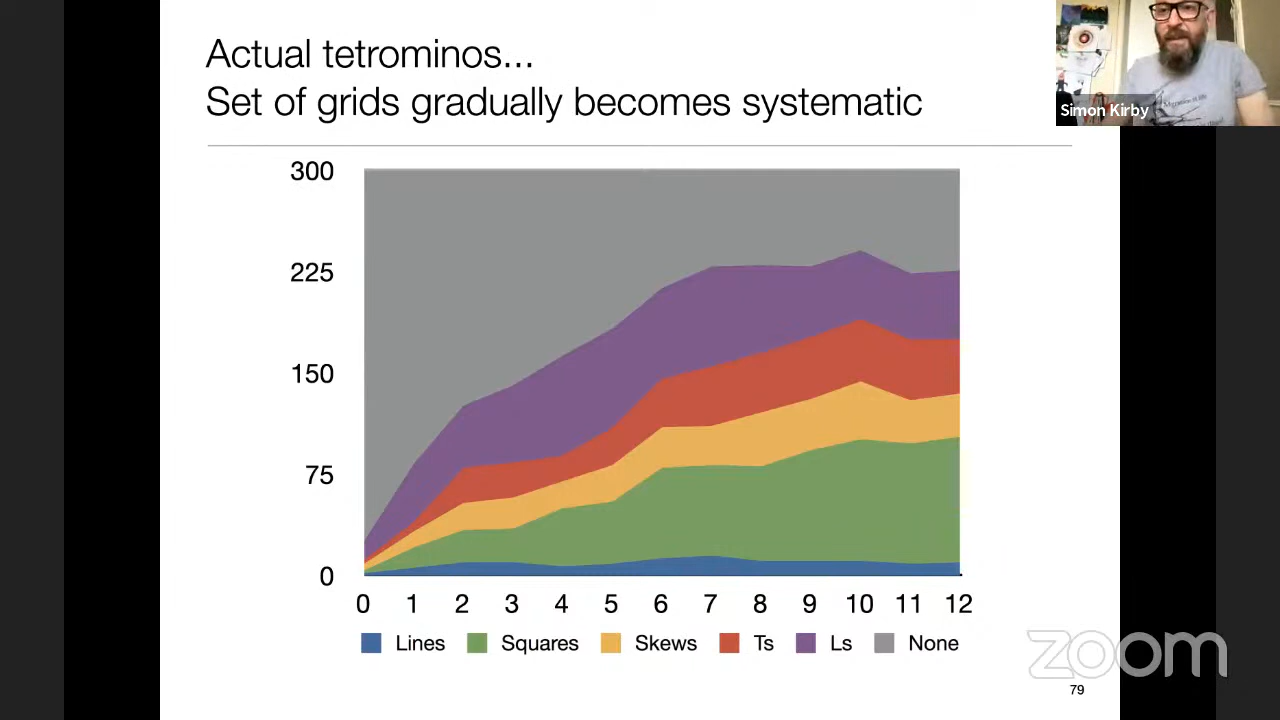 Actual tetrominos...
Set of grids gradually becomes systematic
Simon Kirby
300
225
150
75
0
0 1 2 3 4 5 6 7 8 9 10 11 12
Lines Squares Skews Ts Ls None
zoom
79